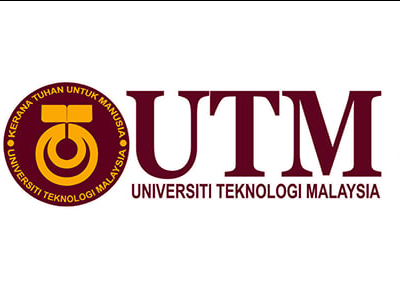 KERANA TUHAN UNTUK MANUSIA
UNIVERSITI TEKNOLOGI MALAYSIA
UTM
UNIVERSITI TEKNOLOGI MALAYSIA